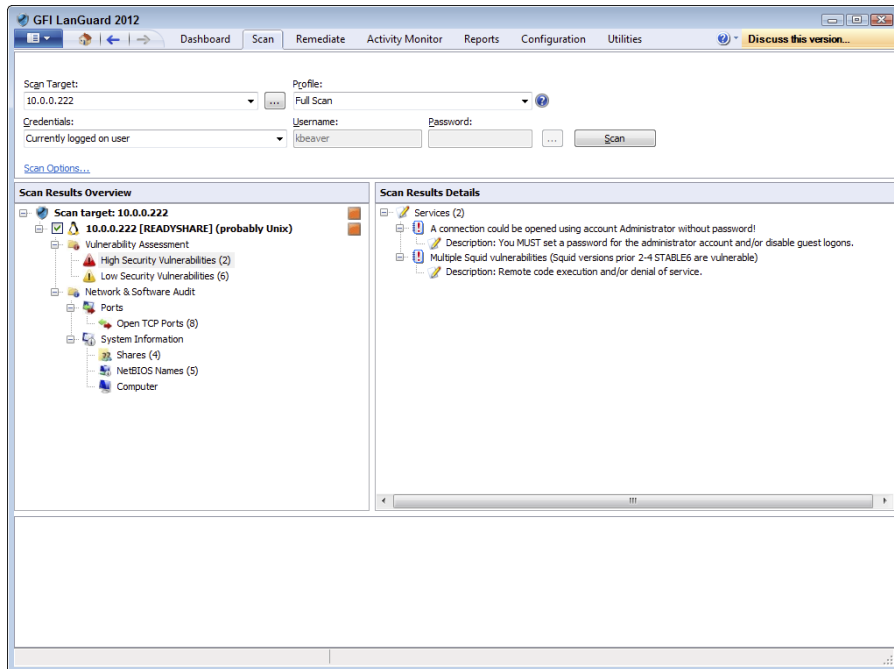 GFI LanGuard 2012
Dashboard Scan Remediate Activity Monitor Reports Configuration Utilities Discuss this version...
Scan Target: Profile:
10.0.0.222 ... Full Scan
Credentials: Username: Password:
Currently logged on user kbeaver ... Scan
Scan Options...
Scan Results Overview
Scan target: 10.0.0.222
10.0.0.222 [READYSHARE] (probably Unix)
Vulnerability Assessment
High Security Vulnerabilities (2)
Low Security Vulnerabilities (6)
Network & Software Audit
Ports
Open TCP Ports (8)
System Information
Shares (4)
NetBIOS Names (5)
Computer
Scan Results Details
Services (2)
A connection could be opened using account Administrator without password!
Description: You MUST set a password for the administrator account and/or disable guest logons.
Multiple Squid vulnerabilities (Squid versions prior 2-4 STABLE6 are vulnerable)
Description: Remote code execution and/or denial of service.